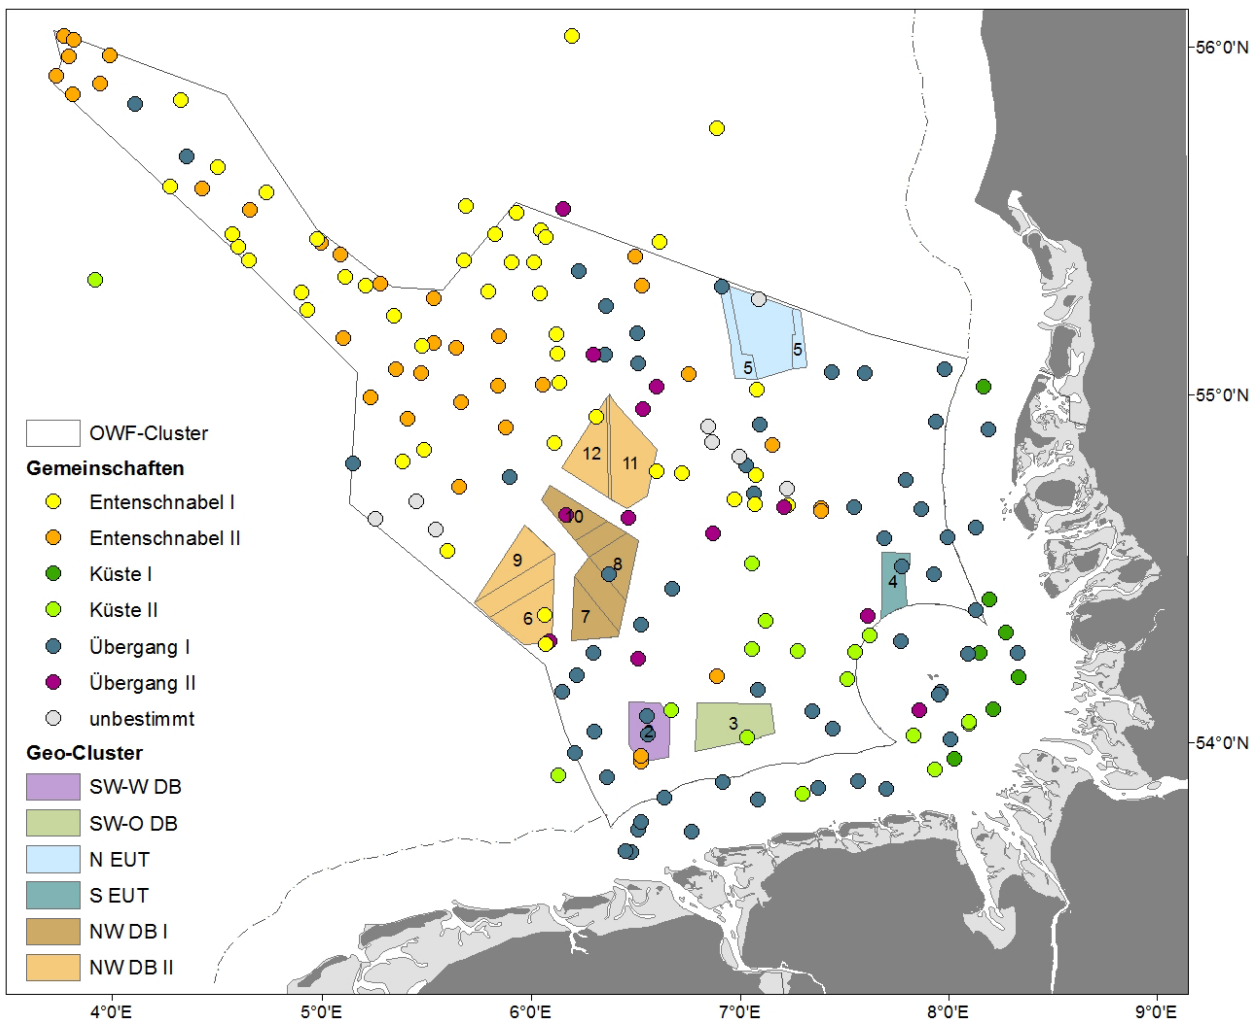 56°0'N
55°0'N
54°0'N
5
5
12
11
10
9
8
7
6
4
3
2
OWF-Cluster
Gemeinschaften
Entenschnabel I
Entenschnabel II
Küste I
Küste II
Übergang I
Übergang II
unbestimmt
Geo-Cluster
SW-W DB
SW-O DB
N EUT
S EUT
NW DB I
NW DB II
4°0'E
5°0'E
6°0'E
7°0'E
8°0'E
9°0'E